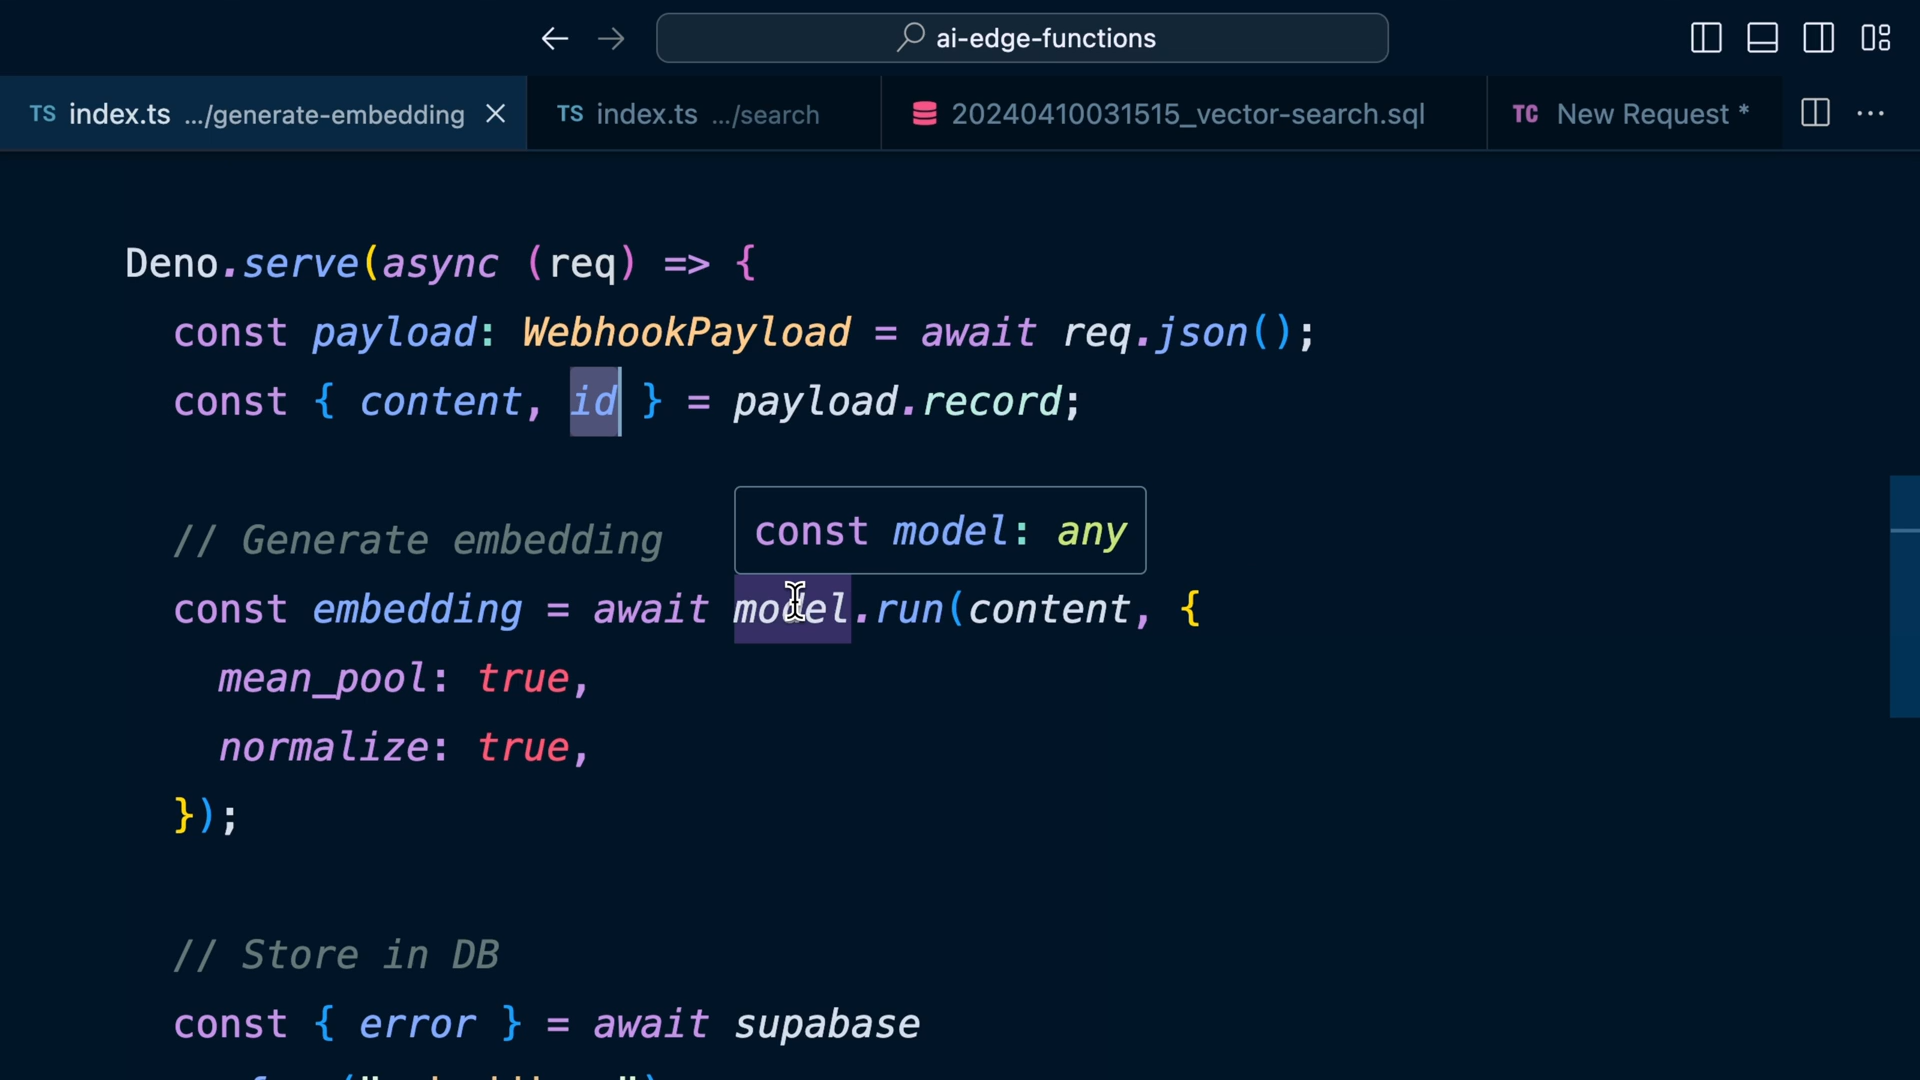 ai-edge-functions
TS index.ts .../generate-embedding
TS index.ts .../search
20240410031515_vector-search.sql
TC New Request *
Deno.serve(async (req) => {
const payload: WebhookPayload = await req.json();
const { content, id } = payload.record;
const model: any
// Generate embedding
const embedding = await model.run(content, {
mean_pool: true,
normalize: true,
});
// Store in DB
const { error } = await supabase